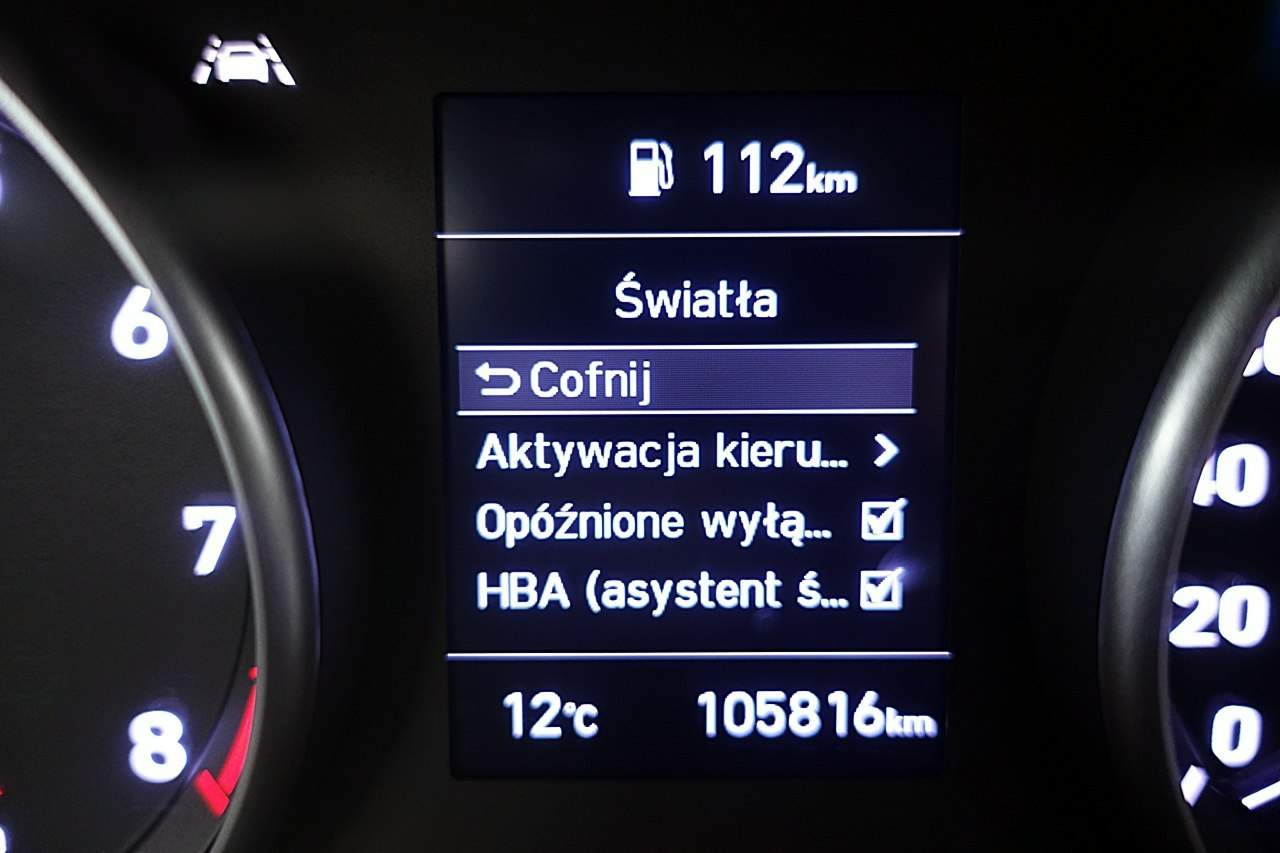 112km
Światła
Cofnij
Aktywacja kieru...
Opóźnione wyłą...
HBA (asystent ś...
12°C
105816km
6
7
8
40
20
0